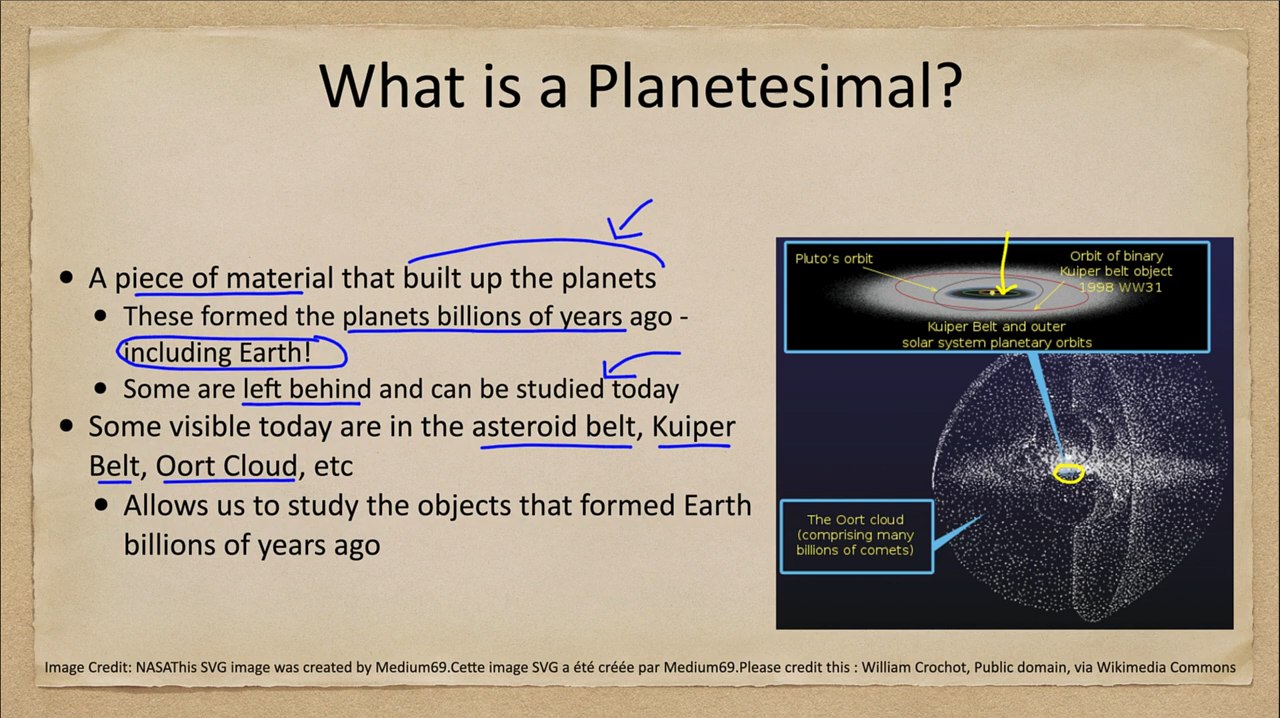 What is a Planetesimal?
• A piece of material that built up the planets
• These formed the planets billions of years ago -
including Earth!
• Some are left behind and can be studied today
• Some visible today are in the asteroid belt, Kuiper
Belt, Oort Cloud, etc
• Allows us to study the objects that formed Earth
billions of years ago
Pluto's orbit
Orbit of binary
Kuiper belt object
1998 WW31
Kuiper Belt and outer
solar system planetary orbits
The Oort cloud
(comprising many
billions of comets)
Image Credit: NASAThis SVG image was created by Medium69.Cette image SVG a été créée par Medium69.Please credit this : William Crochot, Public domain, via Wikimedia Commons